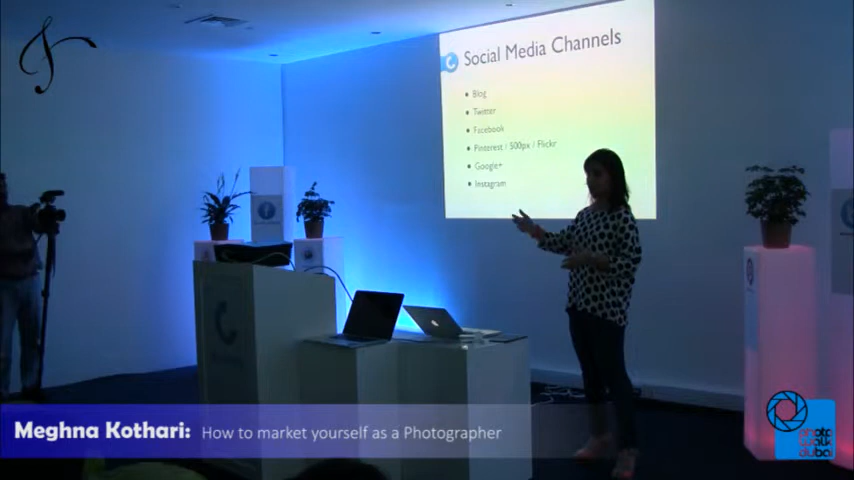 Social Media Channels
Blog
Twitter
Facebook
Pinterest / 500px / Flickr
Google+
Instagram
Meghna Kothari: How to market yourself as a Photographer
photo
walk
dubai